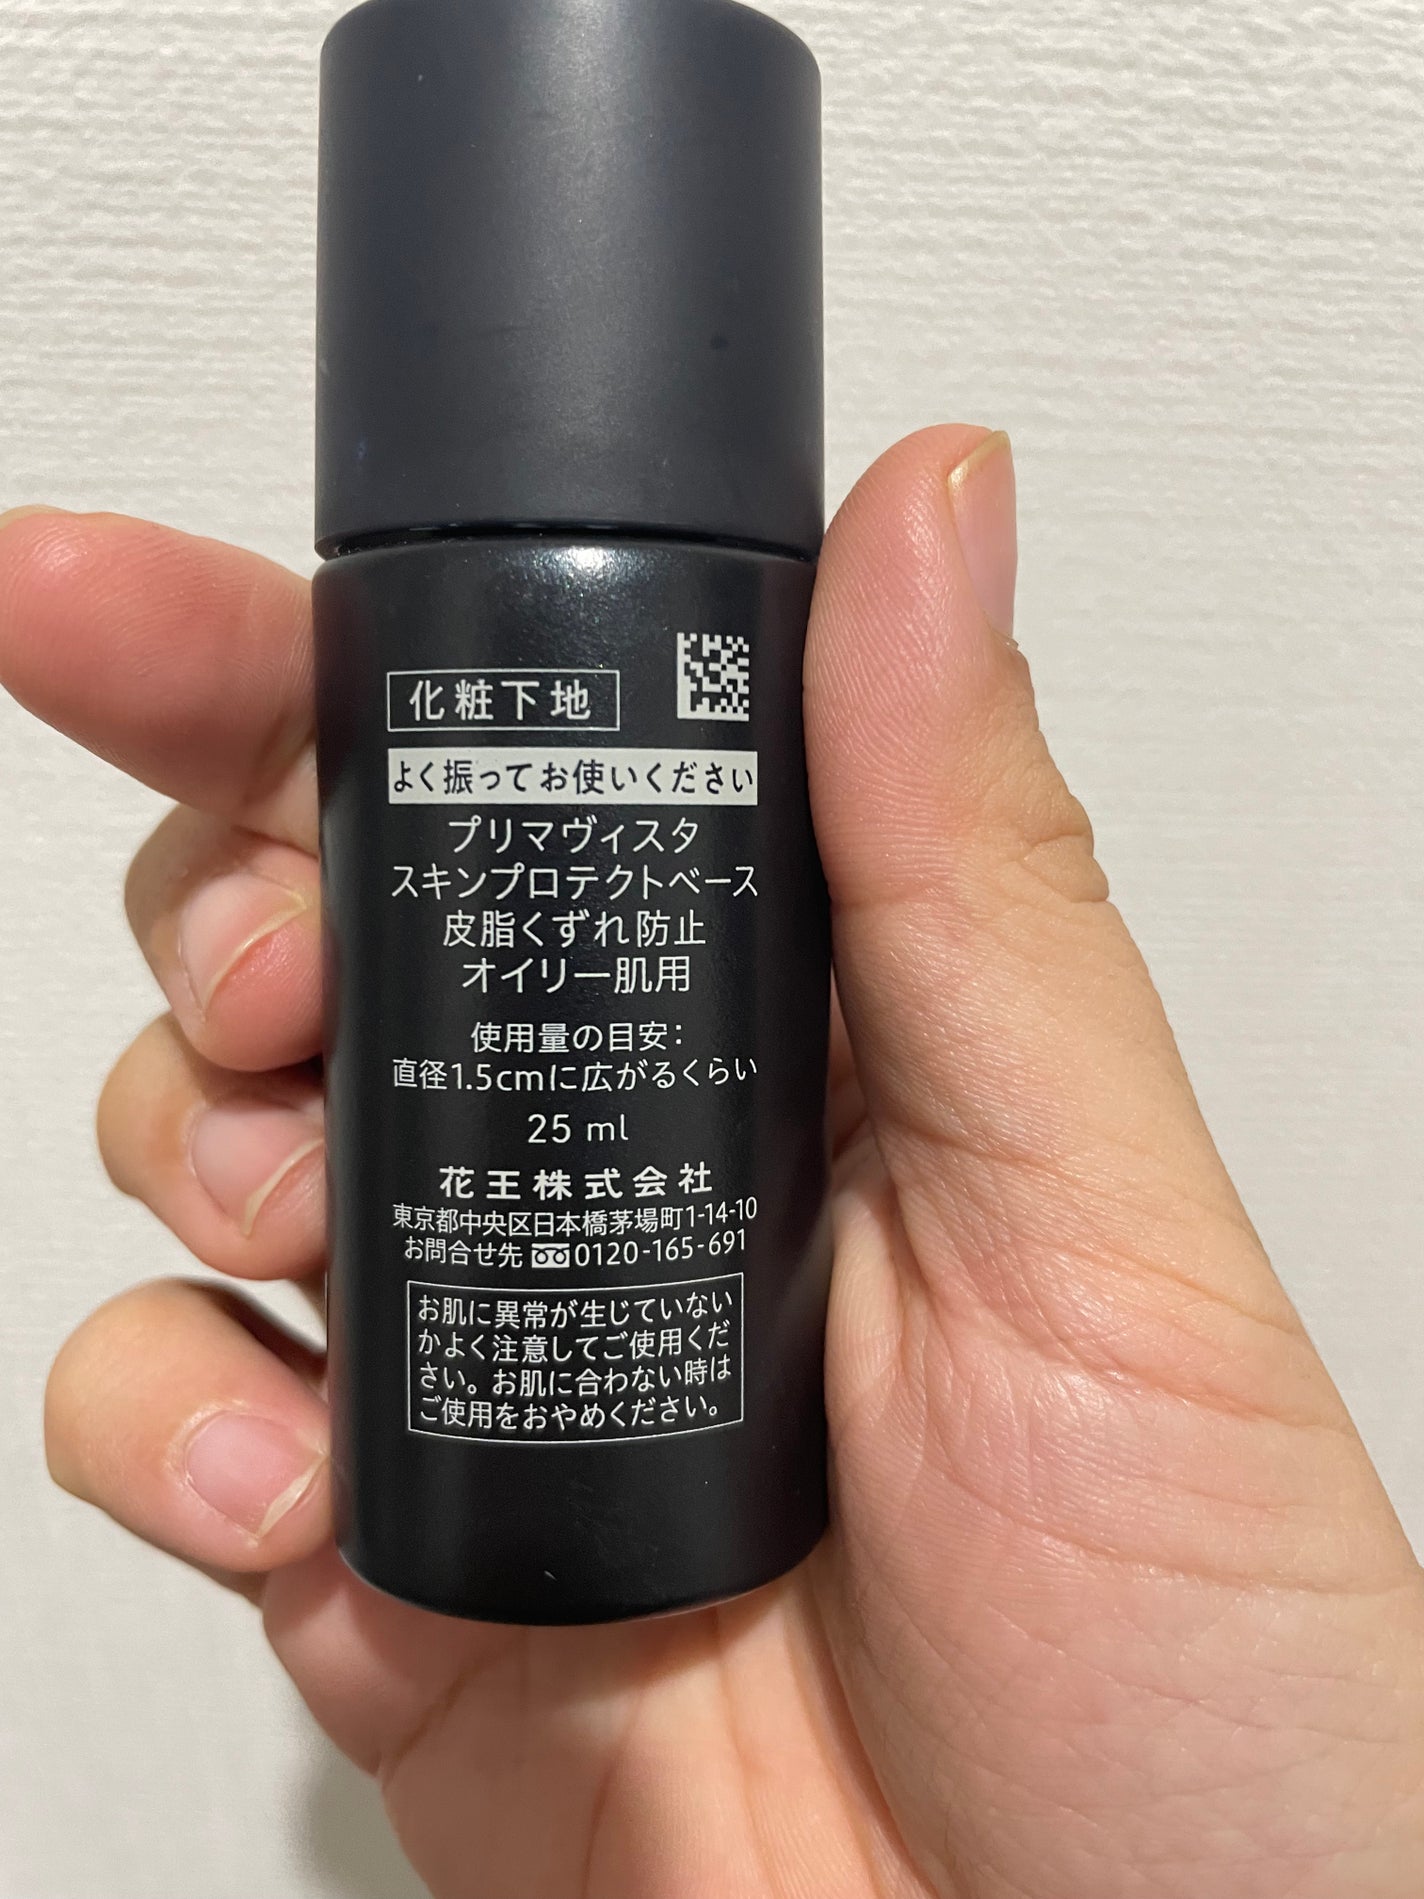 化粧下地
よく振ってお使いください
プリマヴィスタ
スキンプロテクトベース
皮脂くずれ防止
オイリー肌用
使用量の目安：
直径1.5cmに広がるくらい
25 ml
花王株式会社
東京都中央区日本橋茅場町1-14-10
お問合せ先 0120-165-691
お肌に異常が生じていない
かよく注意してご使用くだ
さい。お肌に合わない時は
ご使用をおやめください。